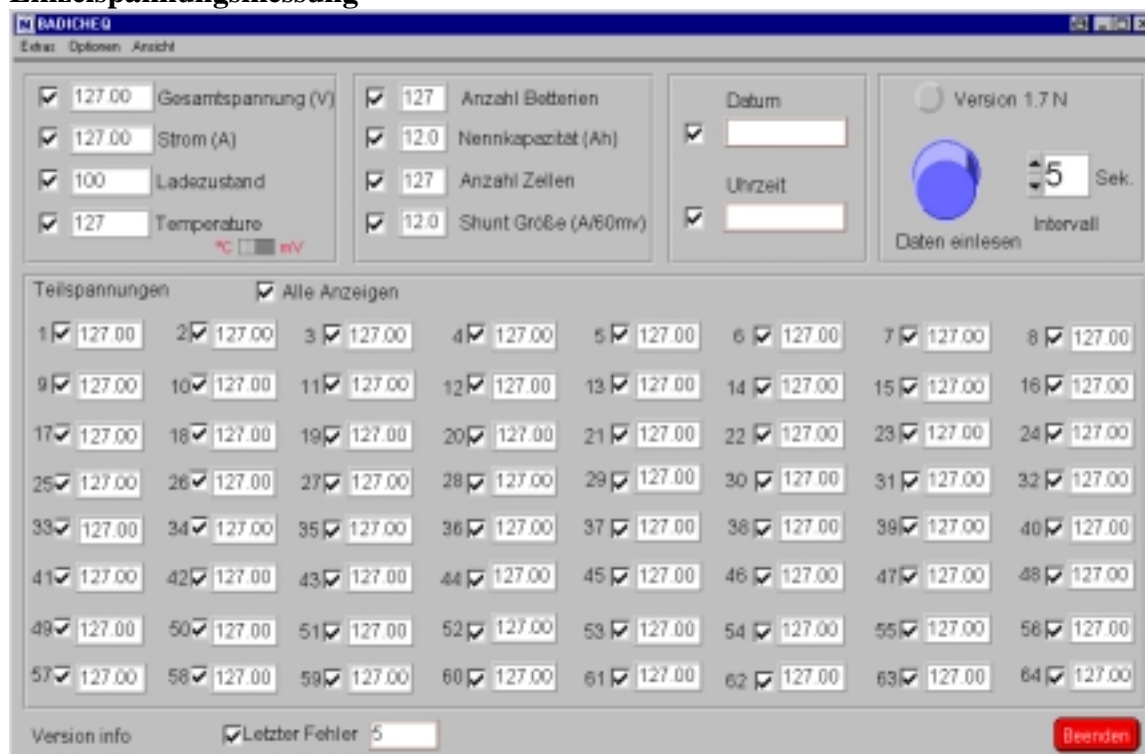 Einzelspannungsmessung
BADICHEQ
Extras Optionen Ansicht
127.00 Gesamtspannung (V) 127 Anzahl Betterien Datum Version 1.7 N
127.00 Strom (A) 12.0 Nennkapazität (Ah)
100 Ladezustand 127 Anzahl Zellen Uhrzeit 5 Sek.
127 Temperature 12.0 Shunt Größe (A/60mv) Intervall
°C mV Daten einlesen
Teilspannungen Alle Anzeigen
1 127.00 2 127.00 3 127.00 4 127.00 5 127.00 6 127.00 7 127.00 8 127.00
9 127.00 10 127.00 11 127.00 12 127.00 13 127.00 14 127.00 15 127.00 16 127.00
17 127.00 18 127.00 19 127.00 20 127.00 21 127.00 22 127.00 23 127.00 24 127.00
25 127.00 26 127.00 27 127.00 28 127.00 29 127.00 30 127.00 31 127.00 32 127.00
33 127.00 34 127.00 35 127.00 36 127.00 37 127.00 38 127.00 39 127.00 40 127.00
41 127.00 42 127.00 43 127.00 44 127.00 45 127.00 46 127.00 47 127.00 48 127.00
49 127.00 50 127.00 51 127.00 52 127.00 53 127.00 54 127.00 55 127.00 56 127.00
57 127.00 58 127.00 59 127.00 60 127.00 61 127.00 62 127.00 63 127.00 64 127.00
Version info Letzter Fehler 5 Beenden